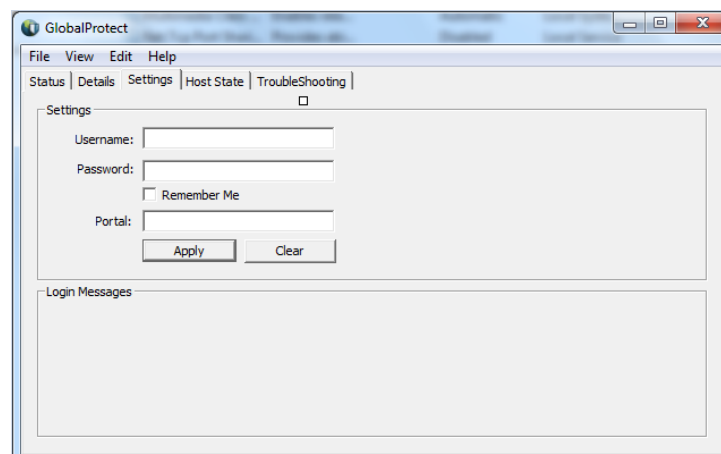 GlobalProtect
File View Edit Help
Status Details Settings Host State TroubleShooting
Settings
Username:
Password:
Remember Me
Portal:
Apply Clear
Login Messages